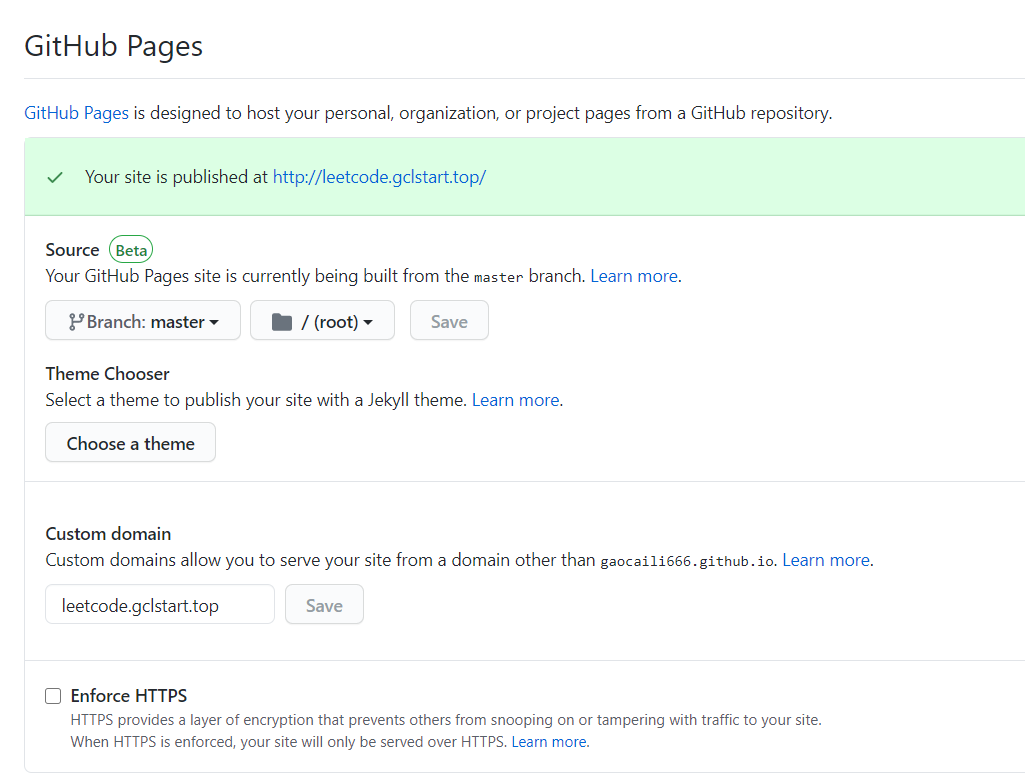 GitHub Pages
GitHub Pages is designed to host your personal, organization, or project pages from a GitHub repository.
Your site is published at http://leetcode.gclstart.top/
Source Beta
Your GitHub Pages site is currently being built from the master branch. Learn more.
Branch: master / (root) Save
Theme Chooser
Select a theme to publish your site with a Jekyll theme. Learn more.
Choose a theme
Custom domain
Custom domains allow you to serve your site from a domain other than gaocaili666.github.io. Learn more.
leetcode.gclstart.top Save
Enforce HTTPS
HTTPS provides a layer of encryption that prevents others from snooping on or tampering with traffic to your site.
When HTTPS is enforced, your site will only be served over HTTPS. Learn more.